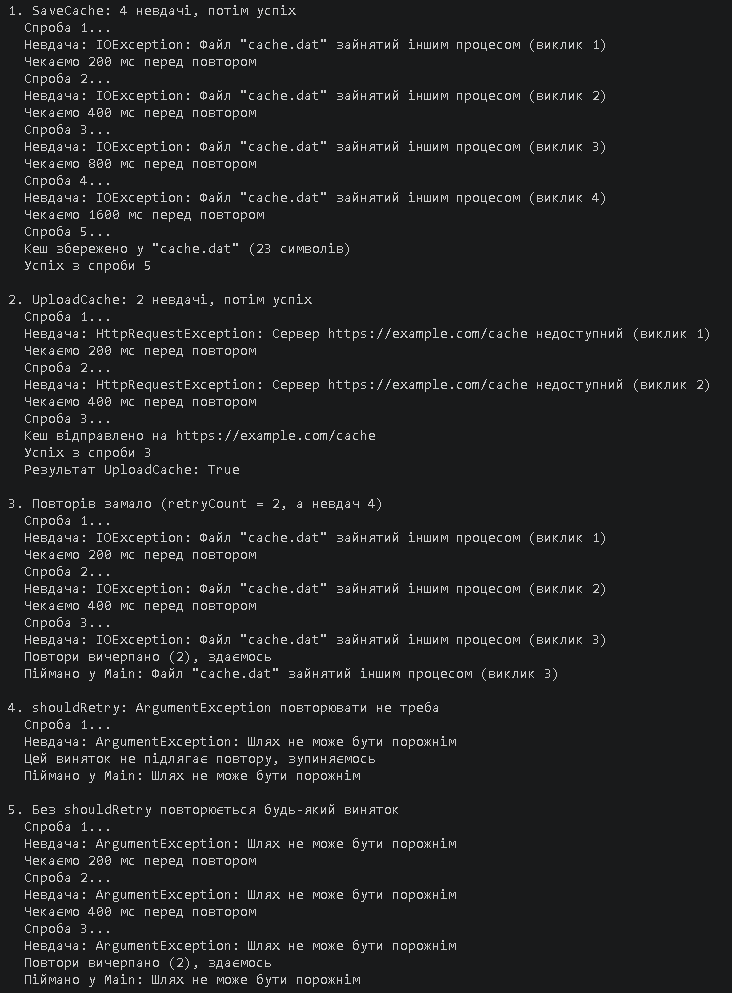 1. SaveCache: 4 невдачі, потім успіх
Спроба 1...
Невдача: IOException: Файл "cache.dat" зайнятий іншим процесом (виклик 1)
Чекаємо 200 мс перед повтором
Спроба 2...
Невдача: IOException: Файл "cache.dat" зайнятий іншим процесом (виклик 2)
Чекаємо 400 мс перед повтором
Спроба 3...
Невдача: IOException: Файл "cache.dat" зайнятий іншим процесом (виклик 3)
Чекаємо 800 мс перед повтором
Спроба 4...
Невдача: IOException: Файл "cache.dat" зайнятий іншим процесом (виклик 4)
Чекаємо 1600 мс перед повтором
Спроба 5...
Кеш збережено у "cache.dat" (23 символів)
Успіх з спроби 5
2. UploadCache: 2 невдачі, потім успіх
Спроба 1...
Невдача: HttpRequestException: Сервер https://example.com/cache недоступний (виклик 1)
Чекаємо 200 мс перед повтором
Спроба 2...
Невдача: HttpRequestException: Сервер https://example.com/cache недоступний (виклик 2)
Чекаємо 400 мс перед повтором
Спроба 3...
Кеш відправлено на https://example.com/cache
Успіх з спроби 3
Результат UploadCache: True
3. Повторів замало (retryCount = 2, а невдач 4)
Спроба 1...
Невдача: IOException: Файл "cache.dat" зайнятий іншим процесом (виклик 1)
Чекаємо 200 мс перед повтором
Спроба 2...
Невдача: IOException: Файл "cache.dat" зайнятий іншим процесом (виклик 2)
Чекаємо 400 мс перед повтором
Спроба 3...
Невдача: IOException: Файл "cache.dat" зайнятий іншим процесом (виклик 3)
Повтори вичерпано (2), здаємось
Піймано у Main: Файл "cache.dat" зайнятий іншим процесом (виклик 3)
4. shouldRetry: ArgumentException повторювати не треба
Спроба 1...
Невдача: ArgumentException: Шлях не може бути порожнім
Цей виняток не підлягає повтору, зупиняємось
Піймано у Main: Шлях не може бути порожнім
5. Без shouldRetry повторюється будь-який виняток
Спроба 1...
Невдача: ArgumentException: Шлях не може бути порожнім
Чекаємо 200 мс перед повтором
Спроба 2...
Невдача: ArgumentException: Шлях не може бути порожнім
Чекаємо 400 мс перед повтором
Спроба 3...
Невдача: ArgumentException: Шлях не може бути порожнім
Повтори вичерпано (2), здаємось
Піймано у Main: Шлях не може бути порожнім